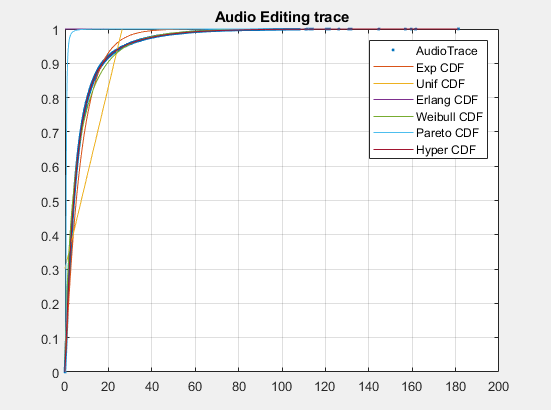 Audio Editing trace
1
0.9
0.8
0.7
0.6
0.5
0.4
0.3
0.2
0.1
0
AudioTrace
Exp CDF
Unif CDF
Erlang CDF
Weibull CDF
Pareto CDF
Hyper CDF
0 20 40 60 80 100 120 140 160 180 200